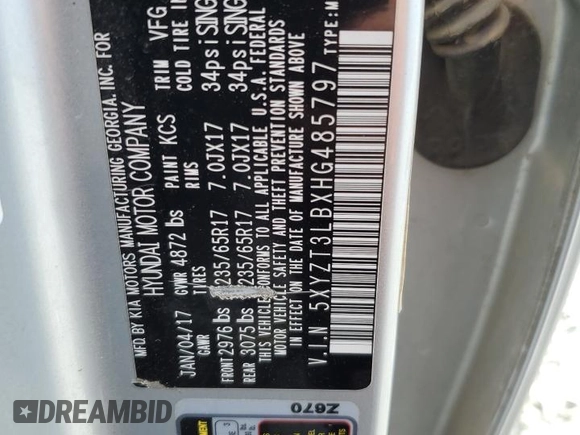 MFD BY KIA MOTORS MANUFACTURING GEORGIA, INC. FOR
HYUNDAI MOTOR COMPANY
JAN/04/17 PAINT KCS TRIM VFG
GVWR 4872 lbs
GAWR TIRES RIMS COLD TIRE IN
FRONT 2976 lbs 235/65R17 7.0JX17 34psi SING
REAR 3075 lbs 235/65R17 7.0JX17 34psi SING
THIS VEHICLE CONFORMS TO ALL APPLICABLE U.S.A. FEDERAL
MOTOR VEHICLE SAFETY AND THEFT PREVENTION STANDARDS
IN EFFECT ON THE DATE OF MANUFACTURE SHOWN ABOVE
V.I.N 5XYZT3LBXHG485797 TYPE:M
Z670
DREAMBID